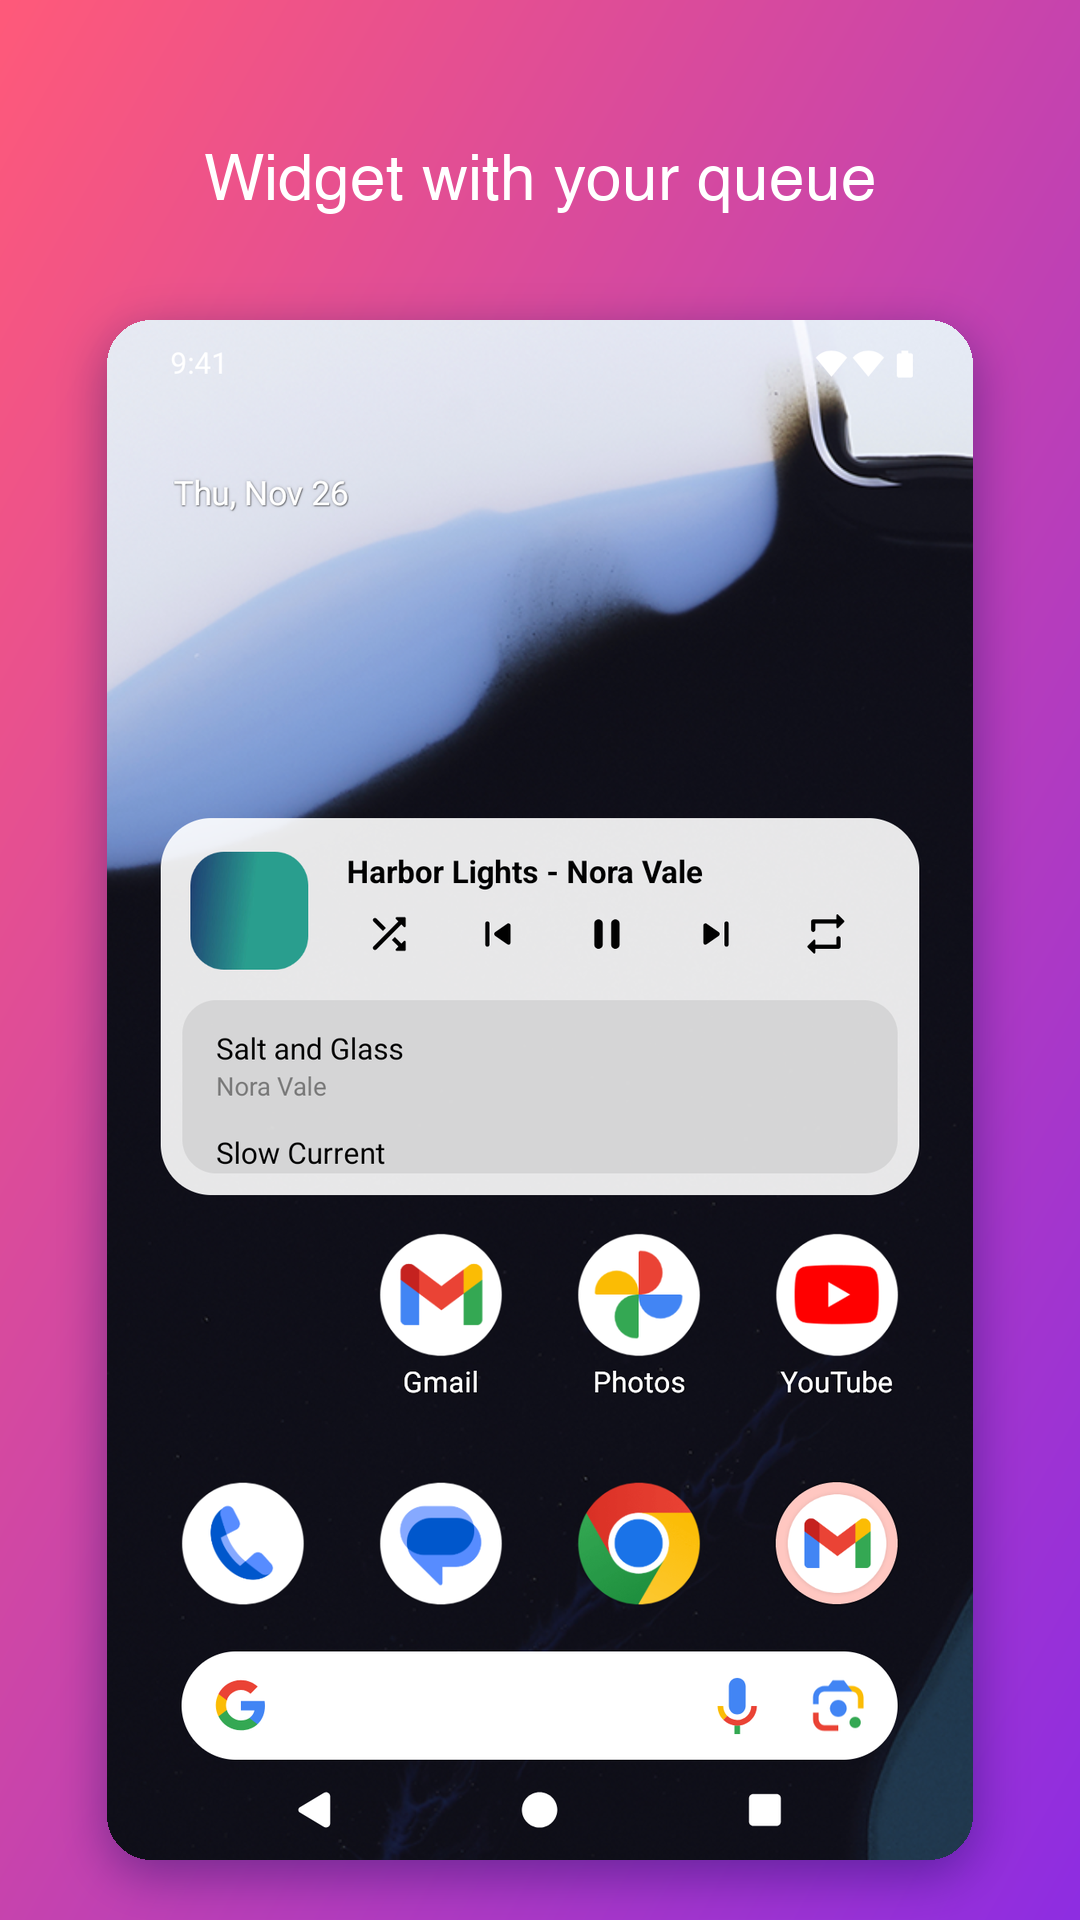 Widget with your queue
9:41
Thu, Nov 26
Harbor Lights - Nora Vale
Salt and Glass
Nora Vale
Slow Current
Gmail
Photos
YouTube